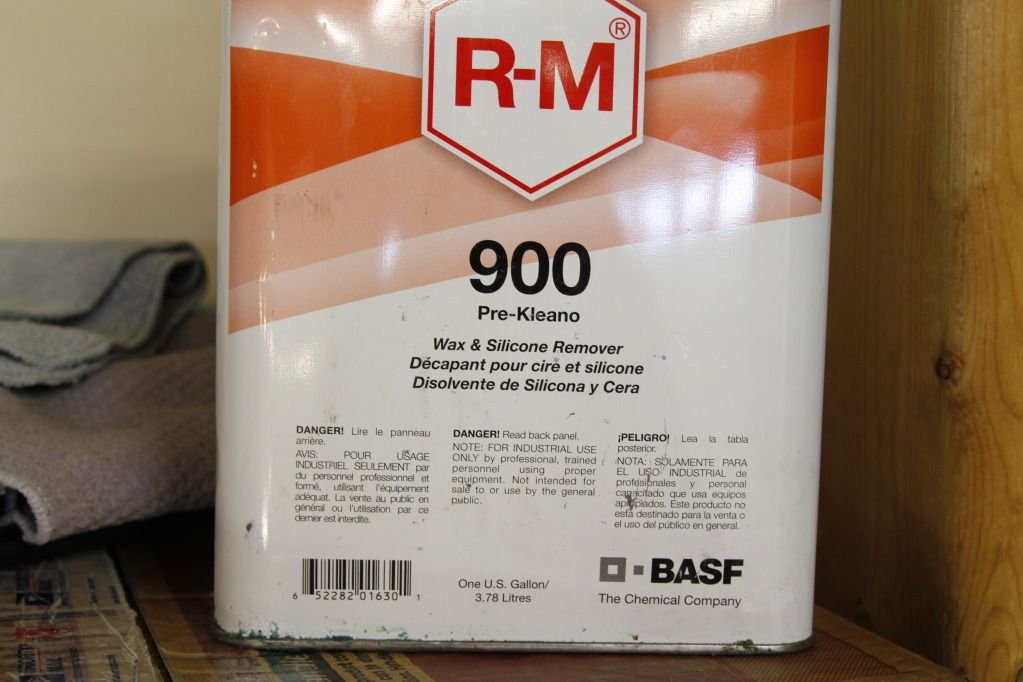 R-M®
900
Pre-Kleano
Wax & Silicone Remover
Décapant pour cire et silicone
Disolvente de Silicona y Cera
DANGER! Lire le panneau
arrière.
AVIS: POUR USAGE
INDUSTRIEL SEULEMENT par
du personnel professionnel et
formé, utilisant l'équipement
adéquat. La vente au public en
général ou l'utilisation par ce
dernier est interdite.
DANGER! Read back panel.
NOTE: FOR INDUSTRIAL USE
ONLY by professional, trained
personnel using proper
equipment. Not intended for
sale to or use by the general
public.
¡PELIGRO! Lea la tabla
posterior.
NOTA: SOLAMENTE PARA
EL USO INDUSTRIAL de
profesionales y personal
capacitado que usa equipos
apropiados. Este producto no
está destinado para la venta o
el uso del público en general.
6 52282 01630 1
One U.S. Gallon/
3.78 Litres
BASF
The Chemical Company